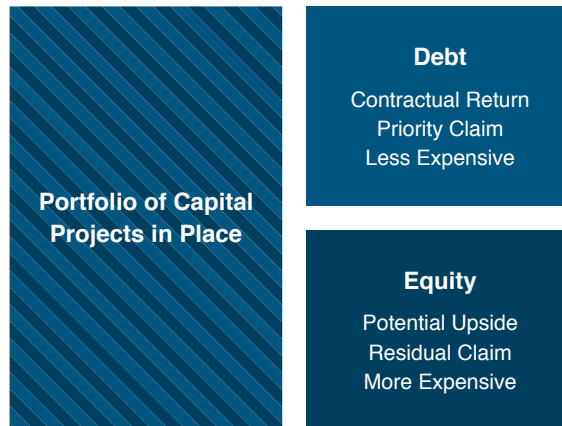 Portfolio of Capital
Projects in Place
Debt
Contractual Return
Priority Claim
Less Expensive
Equity
Potential Upside
Residual Claim
More Expensive